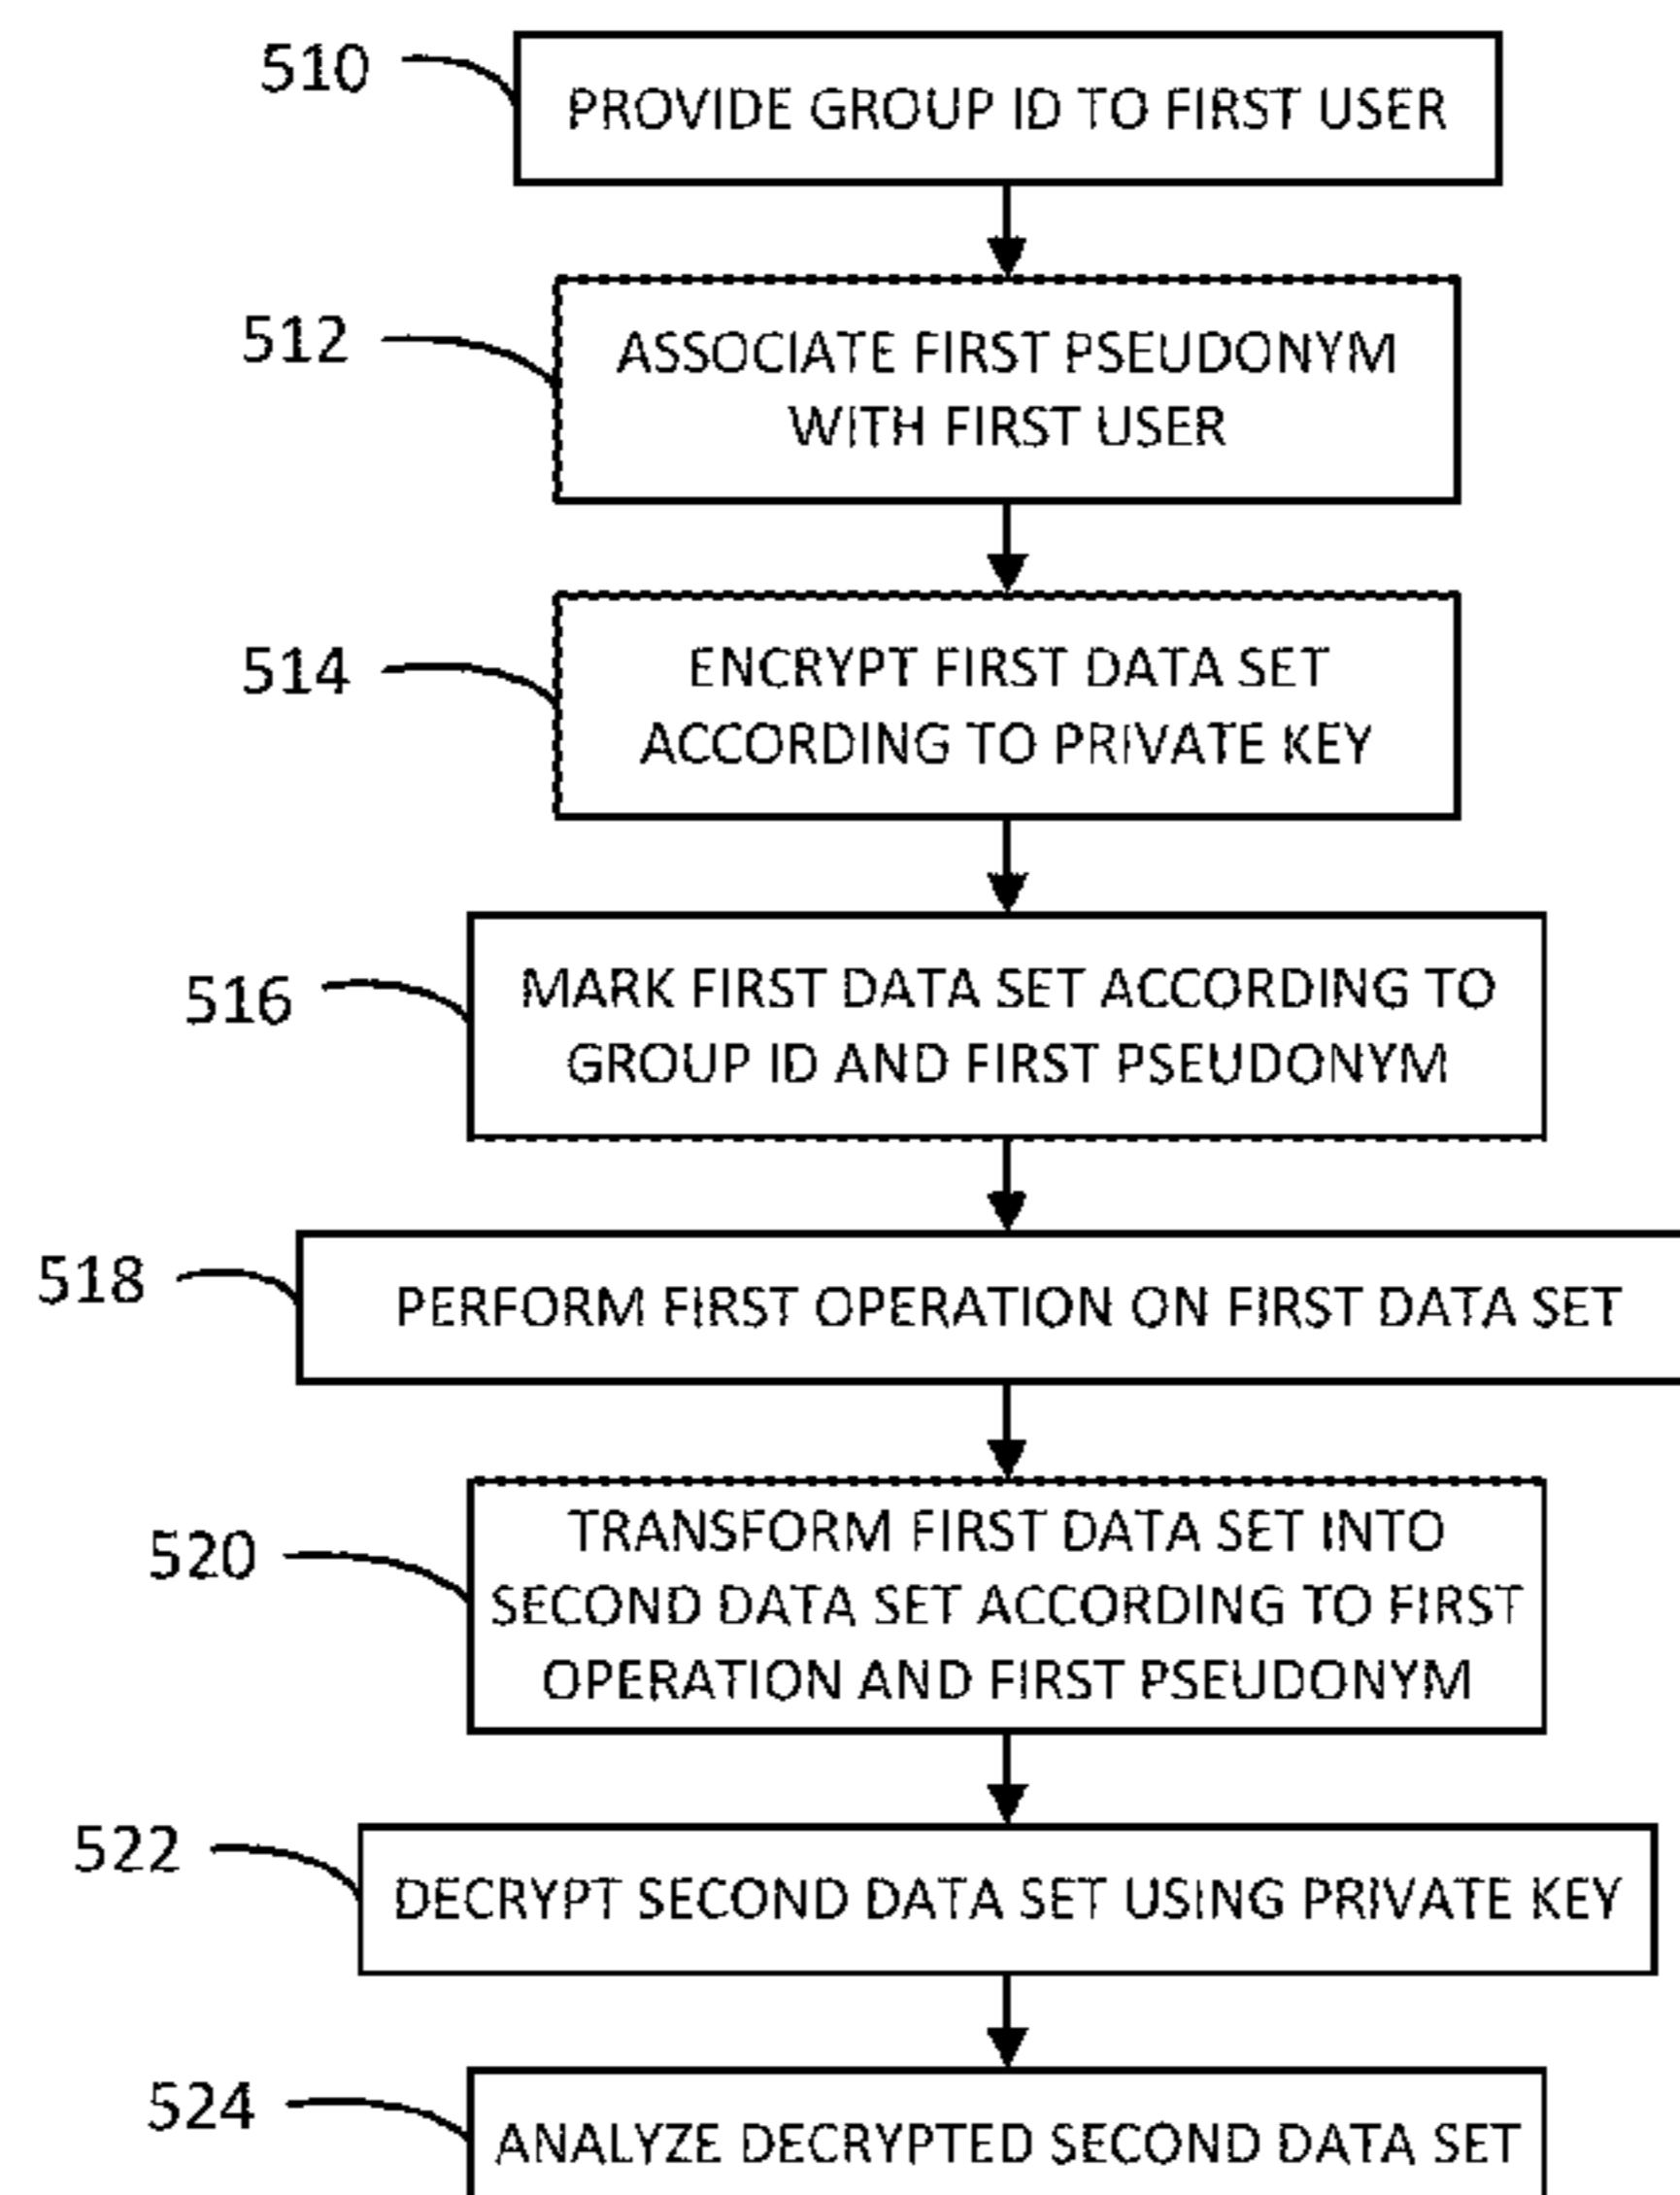 510
PROVIDE GROUP ID TO FIRST USER
512
ASSOCIATE FIRST PSEUDONYM
WITH FIRST USER
514
ENCRYPT FIRST DATA SET
ACCORDING TO PRIVATE KEY
516
MARK FIRST DATA SET ACCORDING TO
GROUP ID AND FIRST PSEUDONYM
518
PERFORM FIRST OPERATION ON FIRST DATA SET
520
TRANSFORM FIRST DATA SET INTO
SECOND DATA SET ACCORDING TO FIRST
OPERATION AND FIRST PSEUDONYM
522
DECRYPT SECOND DATA SET USING PRIVATE KEY
524
ANALYZE DECRYPTED SECOND DATA SET